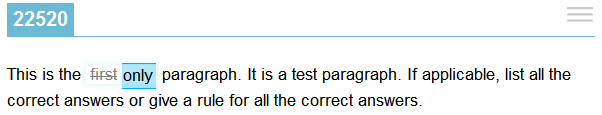 22520
This is the first only paragraph. It is a test paragraph. If applicable, list all the
correct answers or give a rule for all the correct answers.